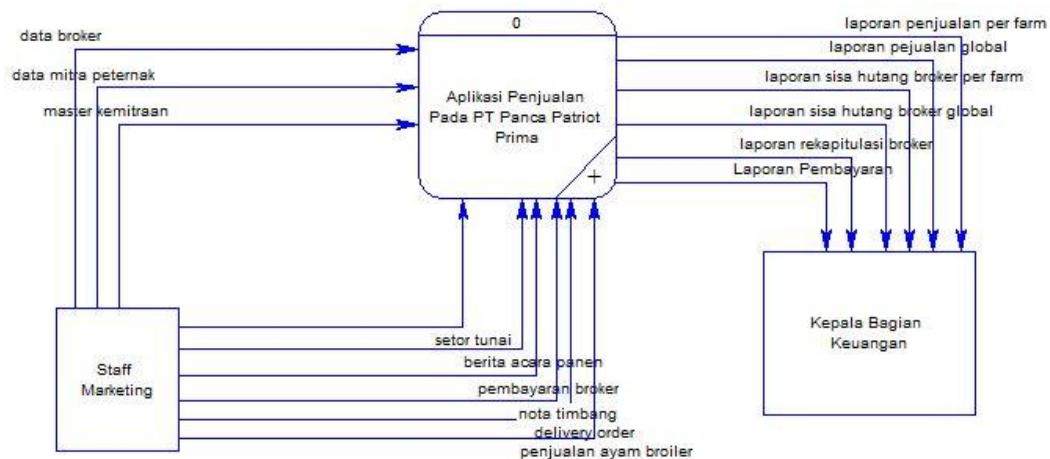 0
data broker
data mitra peternak
master kemitraan
Aplikasi Penjualan
Pada PT Panca Patriot
Prima
+
laporan penjualan per farm
laporan pejualan global
laporan sisa hutang broker per farm
laporan sisa hutang broker global
laporan rekapitulasi broker
Laporan Pembayaran
Staff
Marketing
setor tunai
berita acara panen
pembayaran broker
nota timbang
delivery order
penjualan ayam broiler
Kepala Bagian
Keuangan